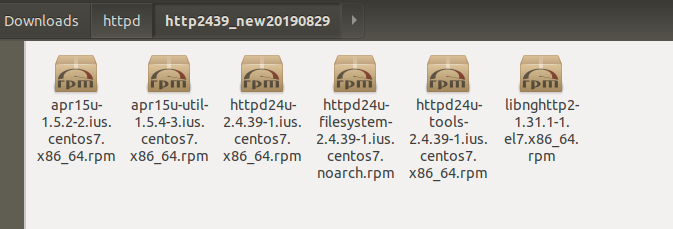 Downloads httpd http2439_new20190829
rpm rpm rpm rpm rpm rpm
apr15u-
1.5.2-2.ius.
centos7.
x86_64.rpm
apr15u-util-
1.5.4-3.ius.
centos7.
x86_64.rpm
httpd24u-
2.4.39-1.ius.
centos7.
x86_64.rpm
httpd24u-
filesystem-
2.4.39-1.ius.
centos7.
noarch.rpm
httpd24u-
tools-
2.4.39-1.ius.
centos7.
x86_64.rpm
libnghttp2-
1.31.1-1.
el7.x86_64.
rpm